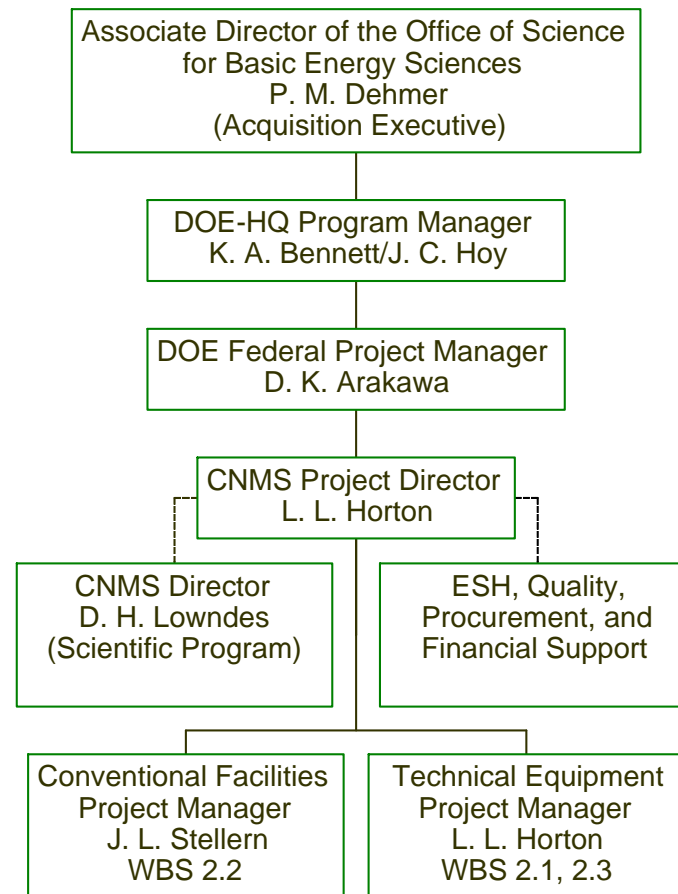 Associate Director of the Office of Science
for Basic Energy Sciences
P. M. Dehmer
(Acquisition Executive)
DOE-HQ Program Manager
K. A. Bennett/J. C. Hoy
DOE Federal Project Manager
D. K. Arakawa
CNMS Project Director
L. L. Horton
CNMS Director
D. H. Lowndes
(Scientific Program)
ESH, Quality,
Procurement, and
Financial Support
Conventional Facilities
Project Manager
J. L. Stellern
WBS 2.2
Technical Equipment
Project Manager
L. L. Horton
WBS 2.1, 2.3